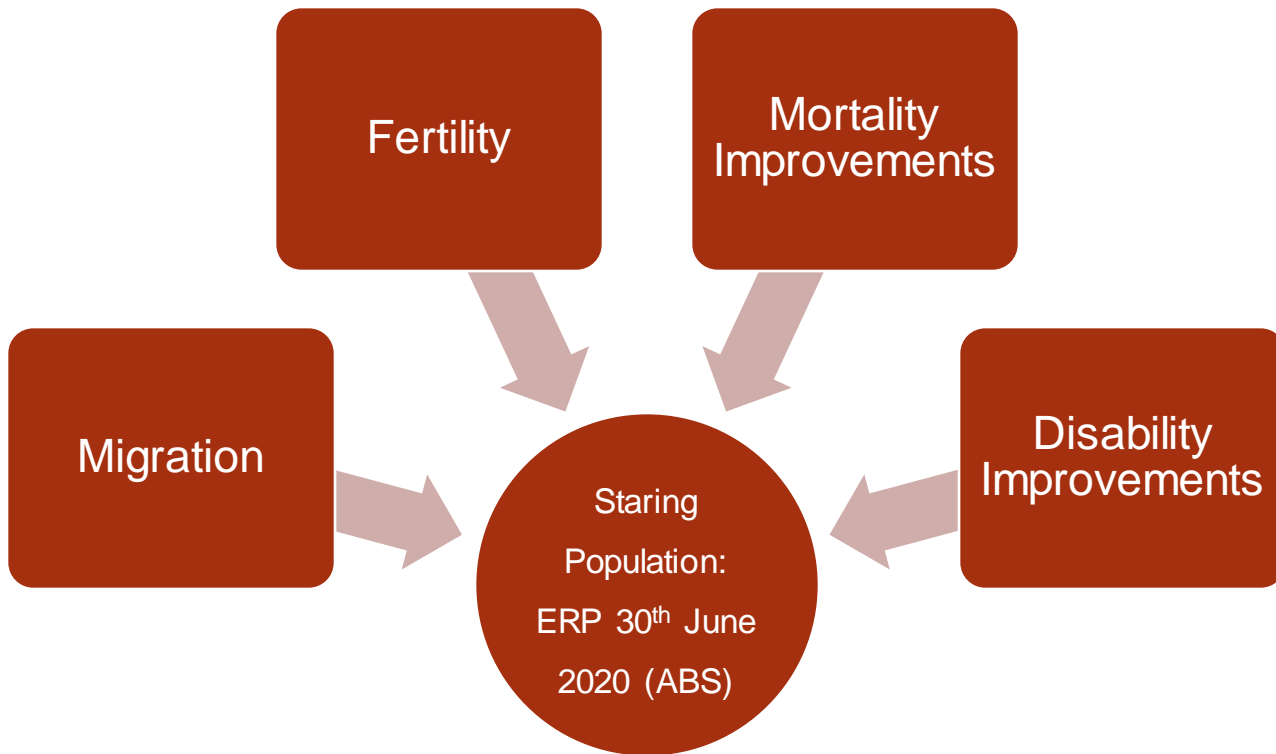 Fertility
Mortality
Improvements
Migration
Disability
Improvements
Staring
Population:
ERP 30th June
2020 (ABS)